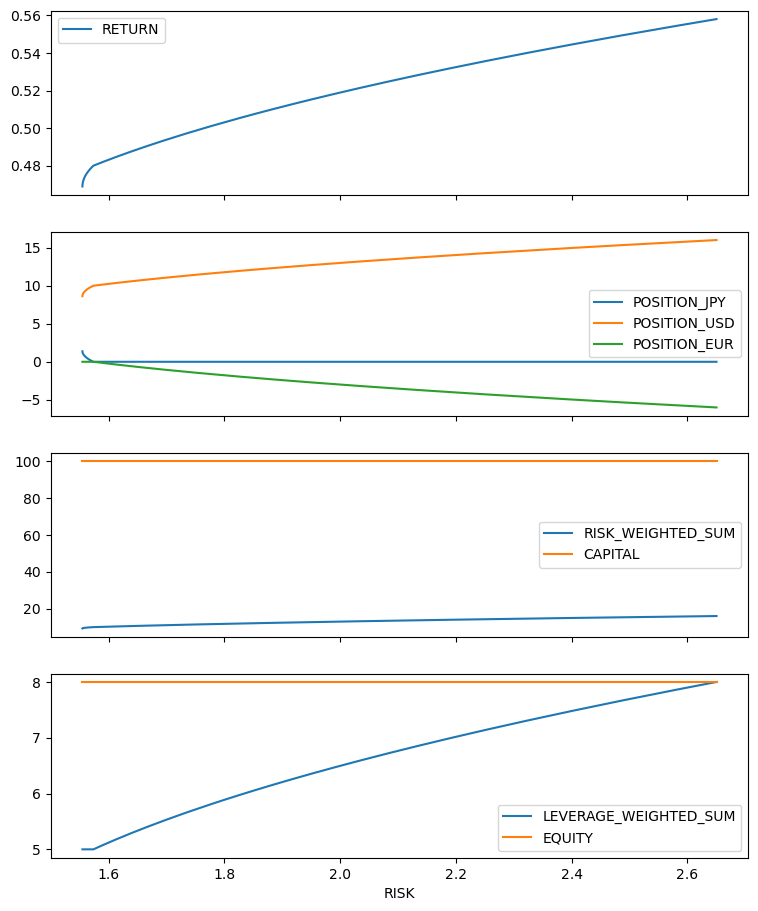 0.56
RETURN
0.54
0.52
0.50
0.48
15
10
POSITION_JPY
5
POSITION_USD
POSITION_EUR
0
−5
100
80
RISK_WEIGHTED_SUM
60
CAPITAL
40
20
8
7
6
LEVERAGE_WEIGHTED_SUM
EQUITY
5
1.6 1.8 2.0 2.2 2.4 2.6
RISK